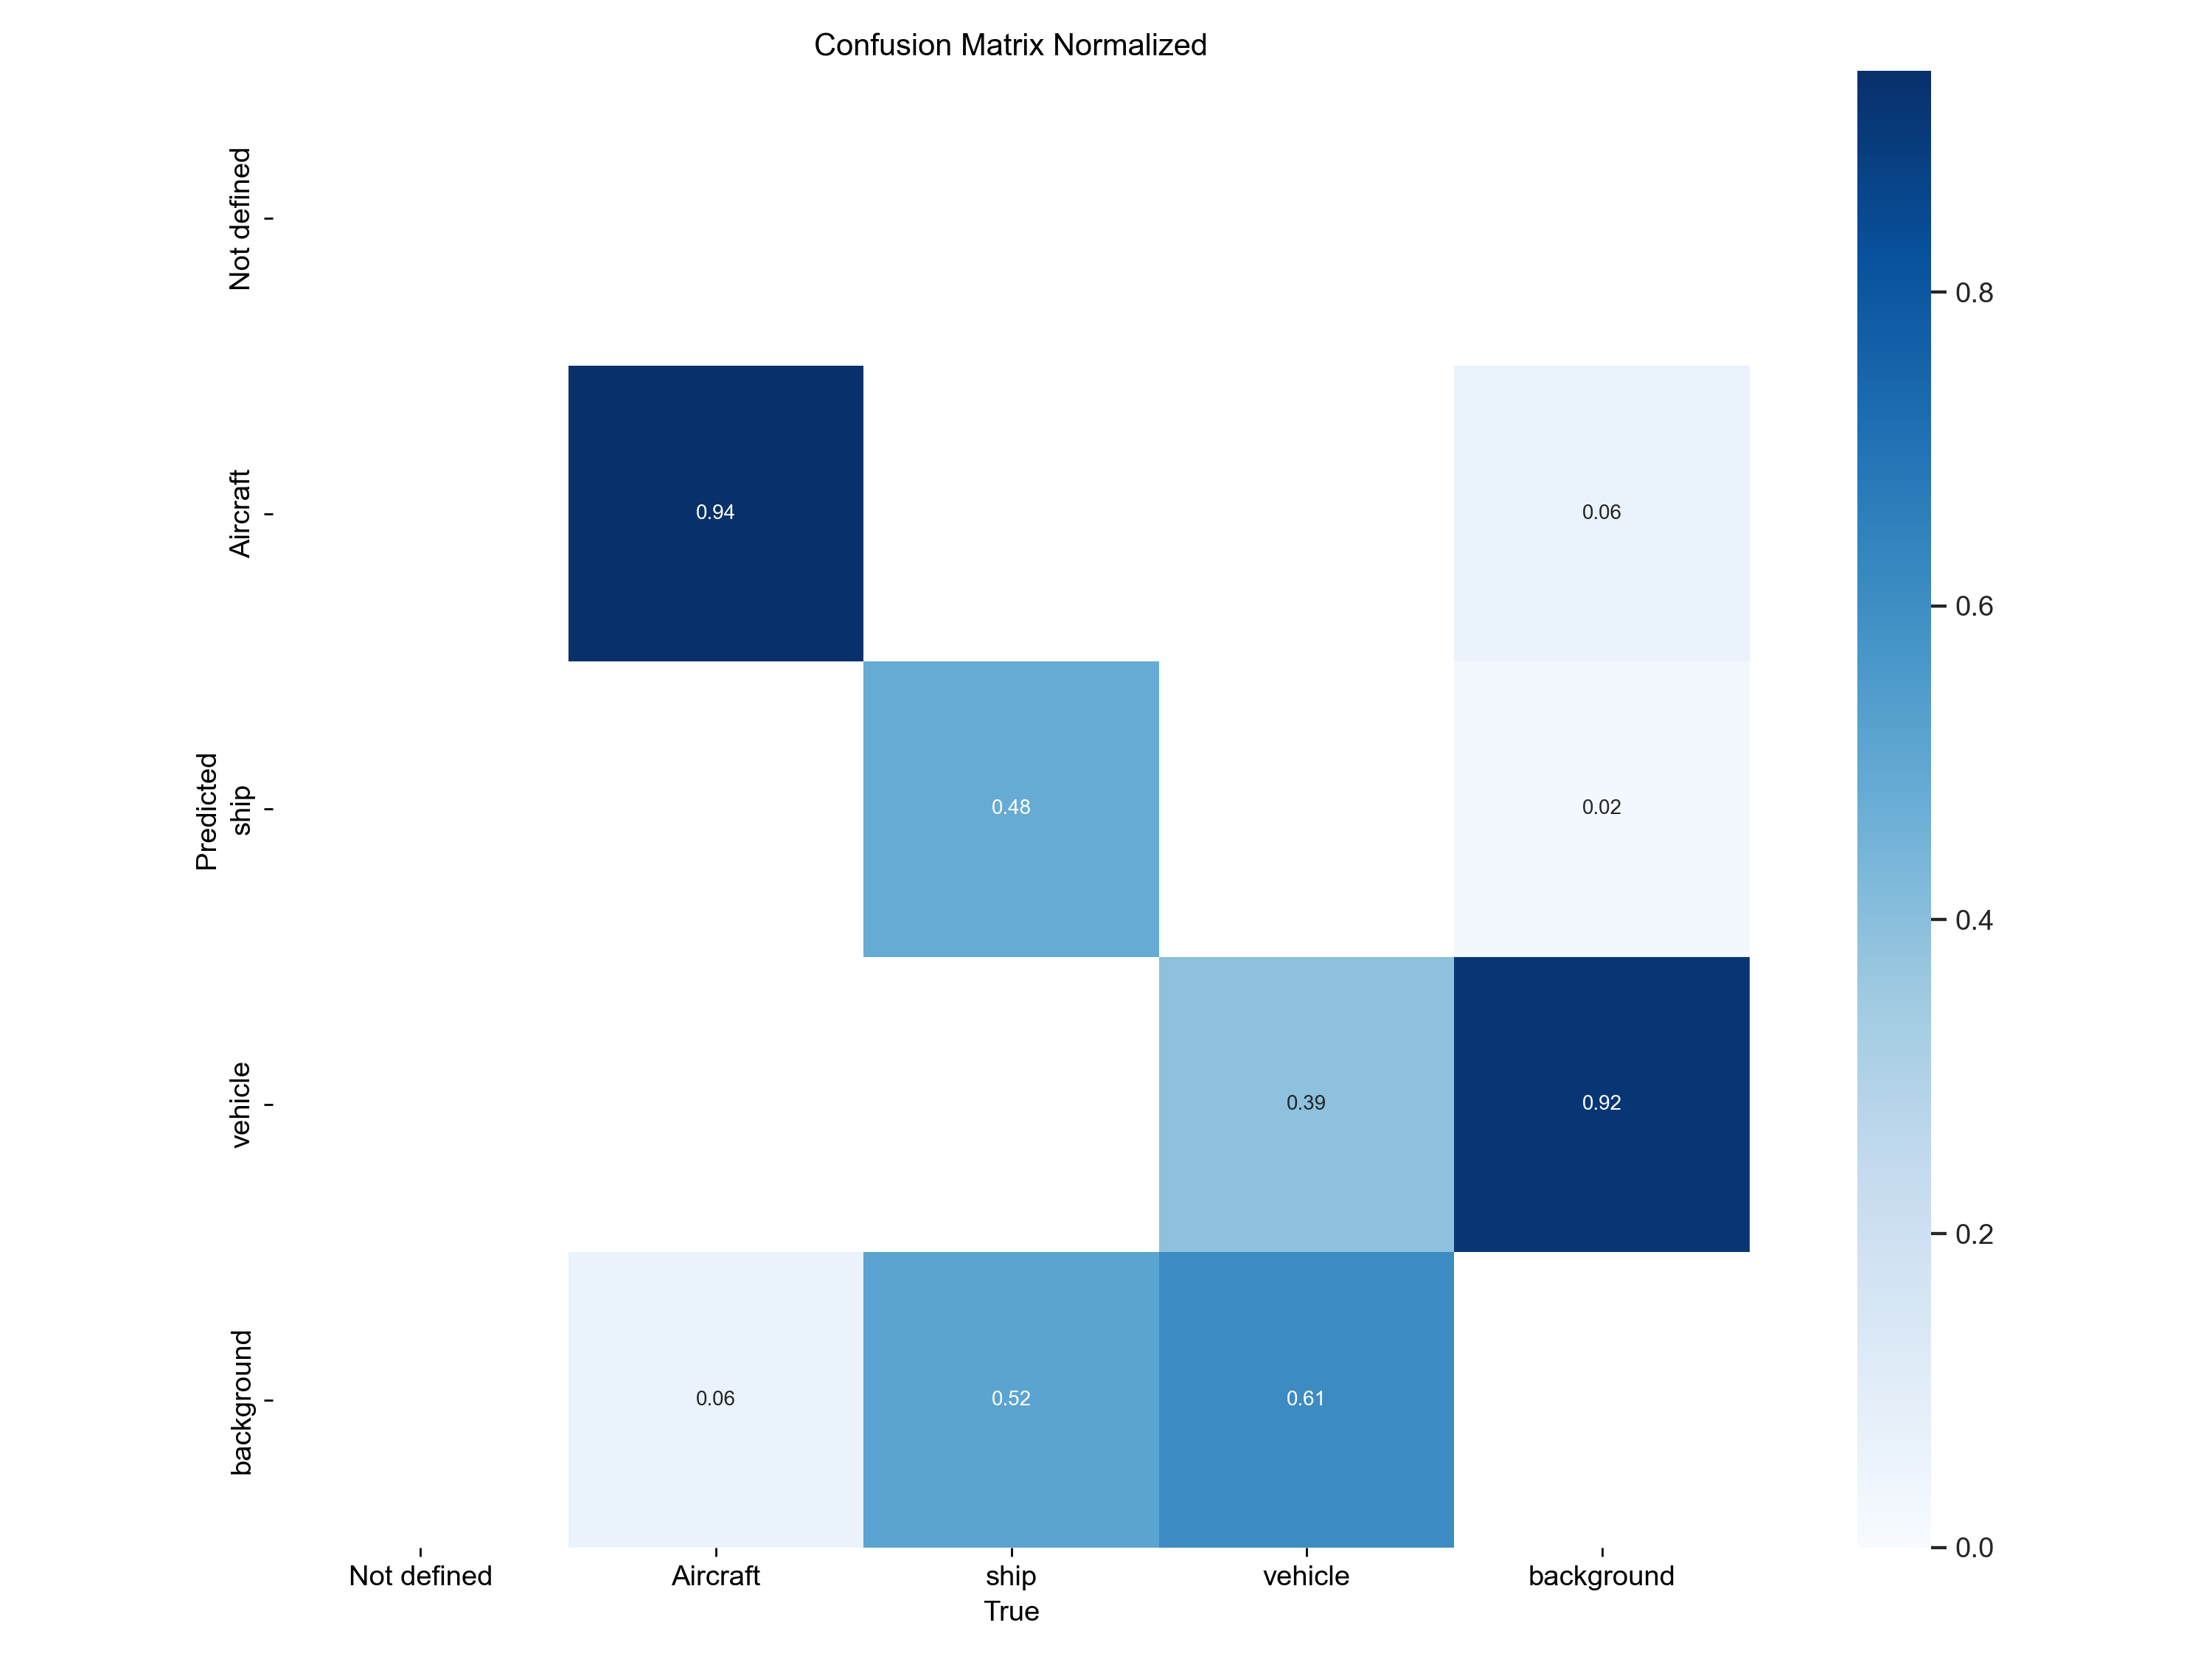 Confusion Matrix Normalized
Not defined
Aircraft
0.94
0.06
ship
0.48
0.02
Predicted
vehicle
0.39
0.92
background
0.06
0.52
0.61
Not defined
Aircraft
ship
vehicle
background
True
0.8
0.6
0.4
0.2
0.0